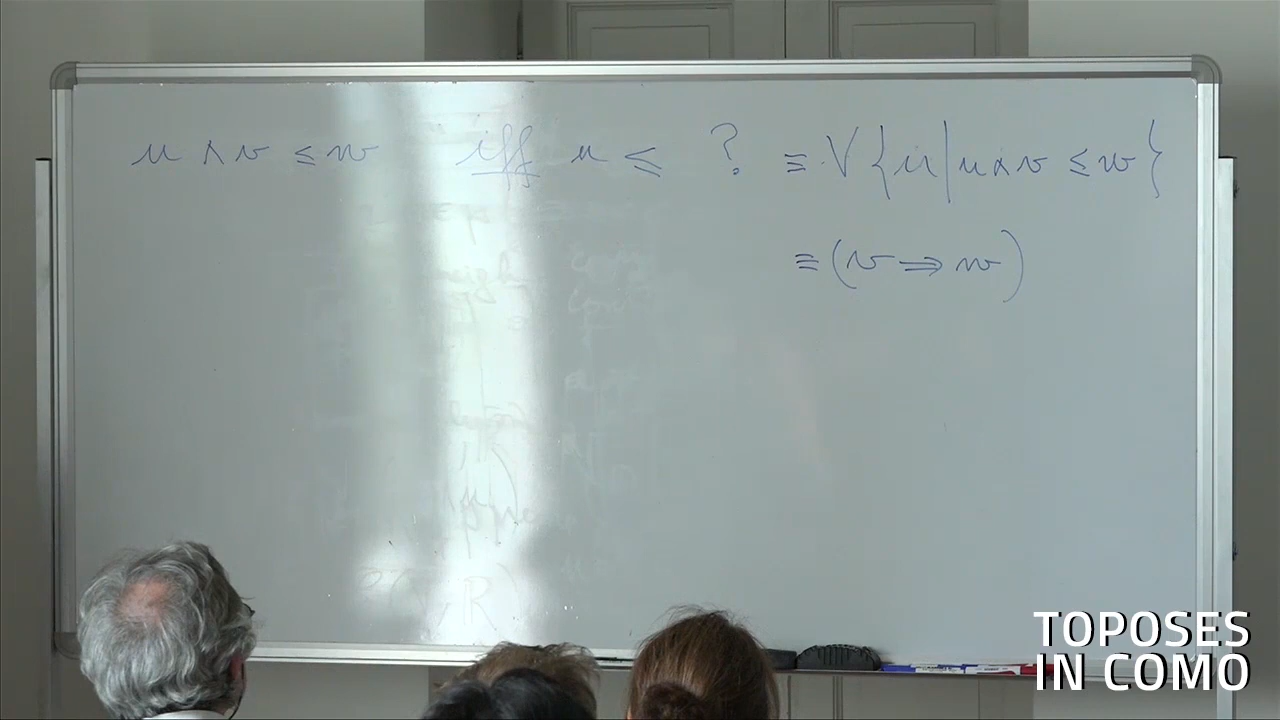 u ∧ v ≤ w iff u ≤ ? ≡ ⋁ { u | u ∧ v ≤ w }
≡ (v ⇒ w)
TOPOSES
IN COMO